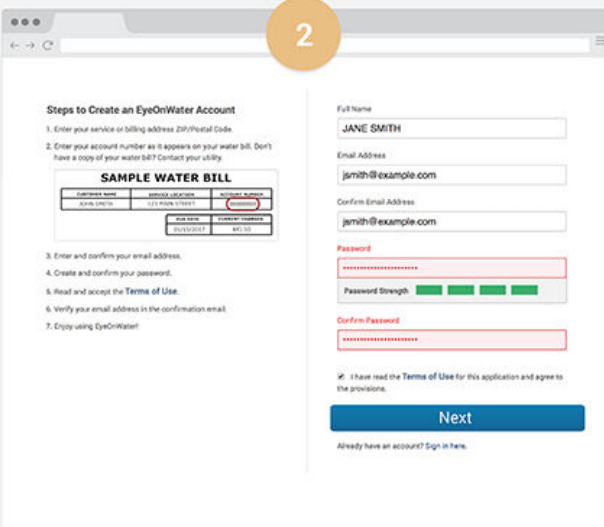 2
Steps to Create an EyeOnWater Account
1. Enter your service or billing address ZIP/Postal Code.
2. Enter your account number as it appears on your water bill. Don't
have a copy of your water bill? Contact your utility.
SAMPLE WATER BILL
CUSTOMER NAME SERVICE LOCATION ACCOUNT NUMBER
JOHN SMITH 123 MAIN STREET
DUE DATE CURRENT CHARGES
01/15/2017
3. Enter and confirm your email address.
4. Create and confirm your password.
5. Read and accept the Terms of Use.
6. Verify your email address in the confirmation email.
7. Enjoy using EyeOnWater!
Full Name
JANE SMITH
Email Address
jsmith@example.com
Confirm Email Address
jsmith@example.com
Password
Password Strength
Confirm Password
I have read the Terms of Use for this application and agree to
the provisions.
Next
Already have an account? Sign in here.